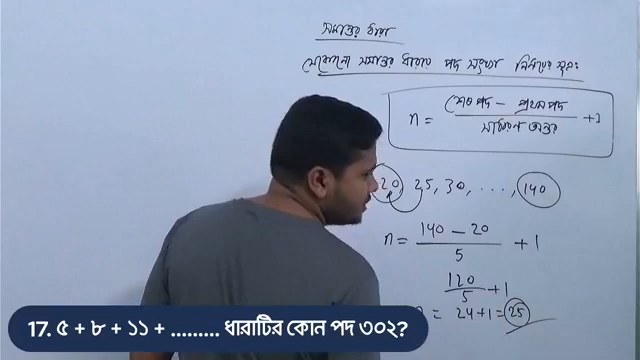 সমান্তর ধারা
যেকোনো সমান্তর ধারায় পদ সংখ্যা নির্ণয়ের সূত্র:
n = শেষ পদ - প্রথম পদ / সাধারণ অন্তর + 1
20, 25, 30, ..., 140
n = 140 - 20 / 5 + 1
120 / 5 + 1
= 24 + 1 = 25
17. ৫ + ৮ + ১১ + ......... ধারাটির কোন পদ ৩০২?